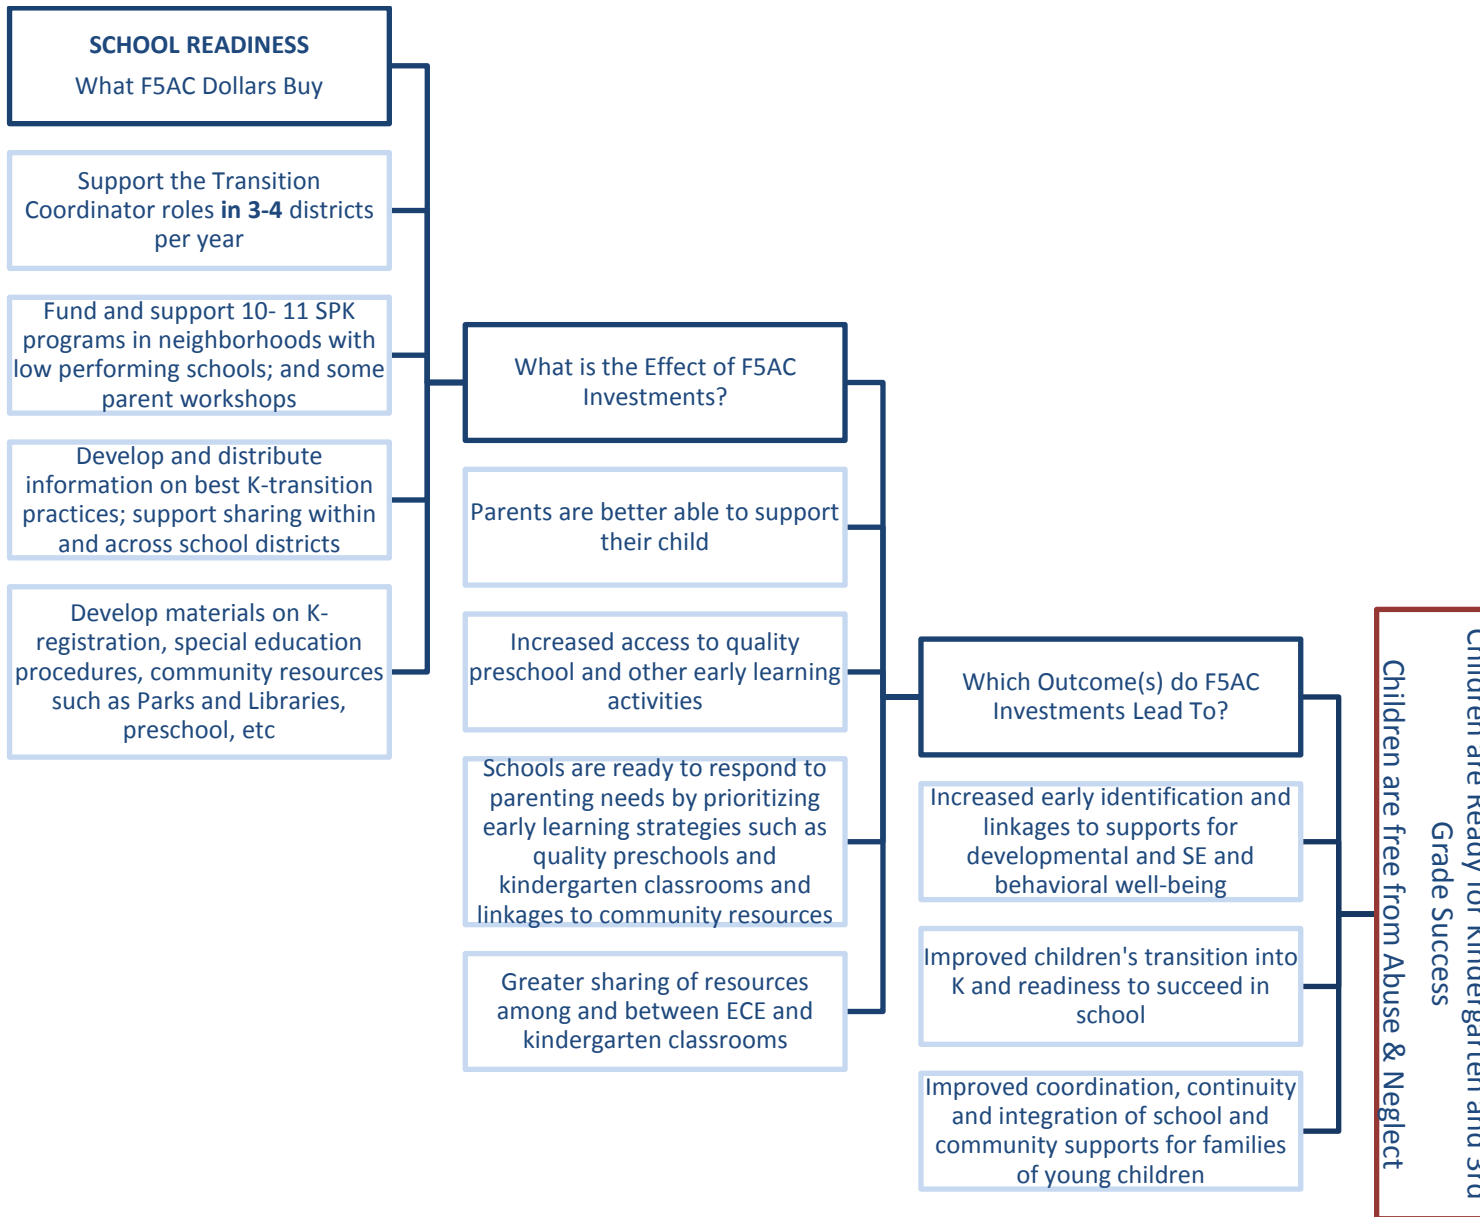 SCHOOL READINESS
What F5AC Dollars Buy
Support the Transition
Coordinator roles in 3-4 districts
per year
Fund and support 10- 11 SPK
programs in neighborhoods with
low performing schools; and some
parent workshops
Develop and distribute
information on best K-transition
practices; support sharing within
and across school districts
Develop materials on K-
registration, special education
procedures, community resources
such as Parks and Libraries,
preschool, etc
What is the Effect of F5AC
Investments?
Parents are better able to support
their child
Increased access to quality
preschool and other early learning
activities
Schools are ready to respond to
parenting needs by prioritizing
early learning strategies such as
quality preschools and
kindergarten classrooms and
linkages to community resources
Greater sharing of resources
among and between ECE and
kindergarten classrooms
Which Outcome(s) do F5AC
Investments Lead To?
Increased early identification and
linkages to supports for
developmental and SE and
behavioral well-being
Improved children's transition into
K and readiness to succeed in
school
Improved coordination, continuity
and integration of school and
community supports for families
of young children
Children are Ready for Kindergarten and 3rd
Grade Success
Children are free from Abuse & Neglect